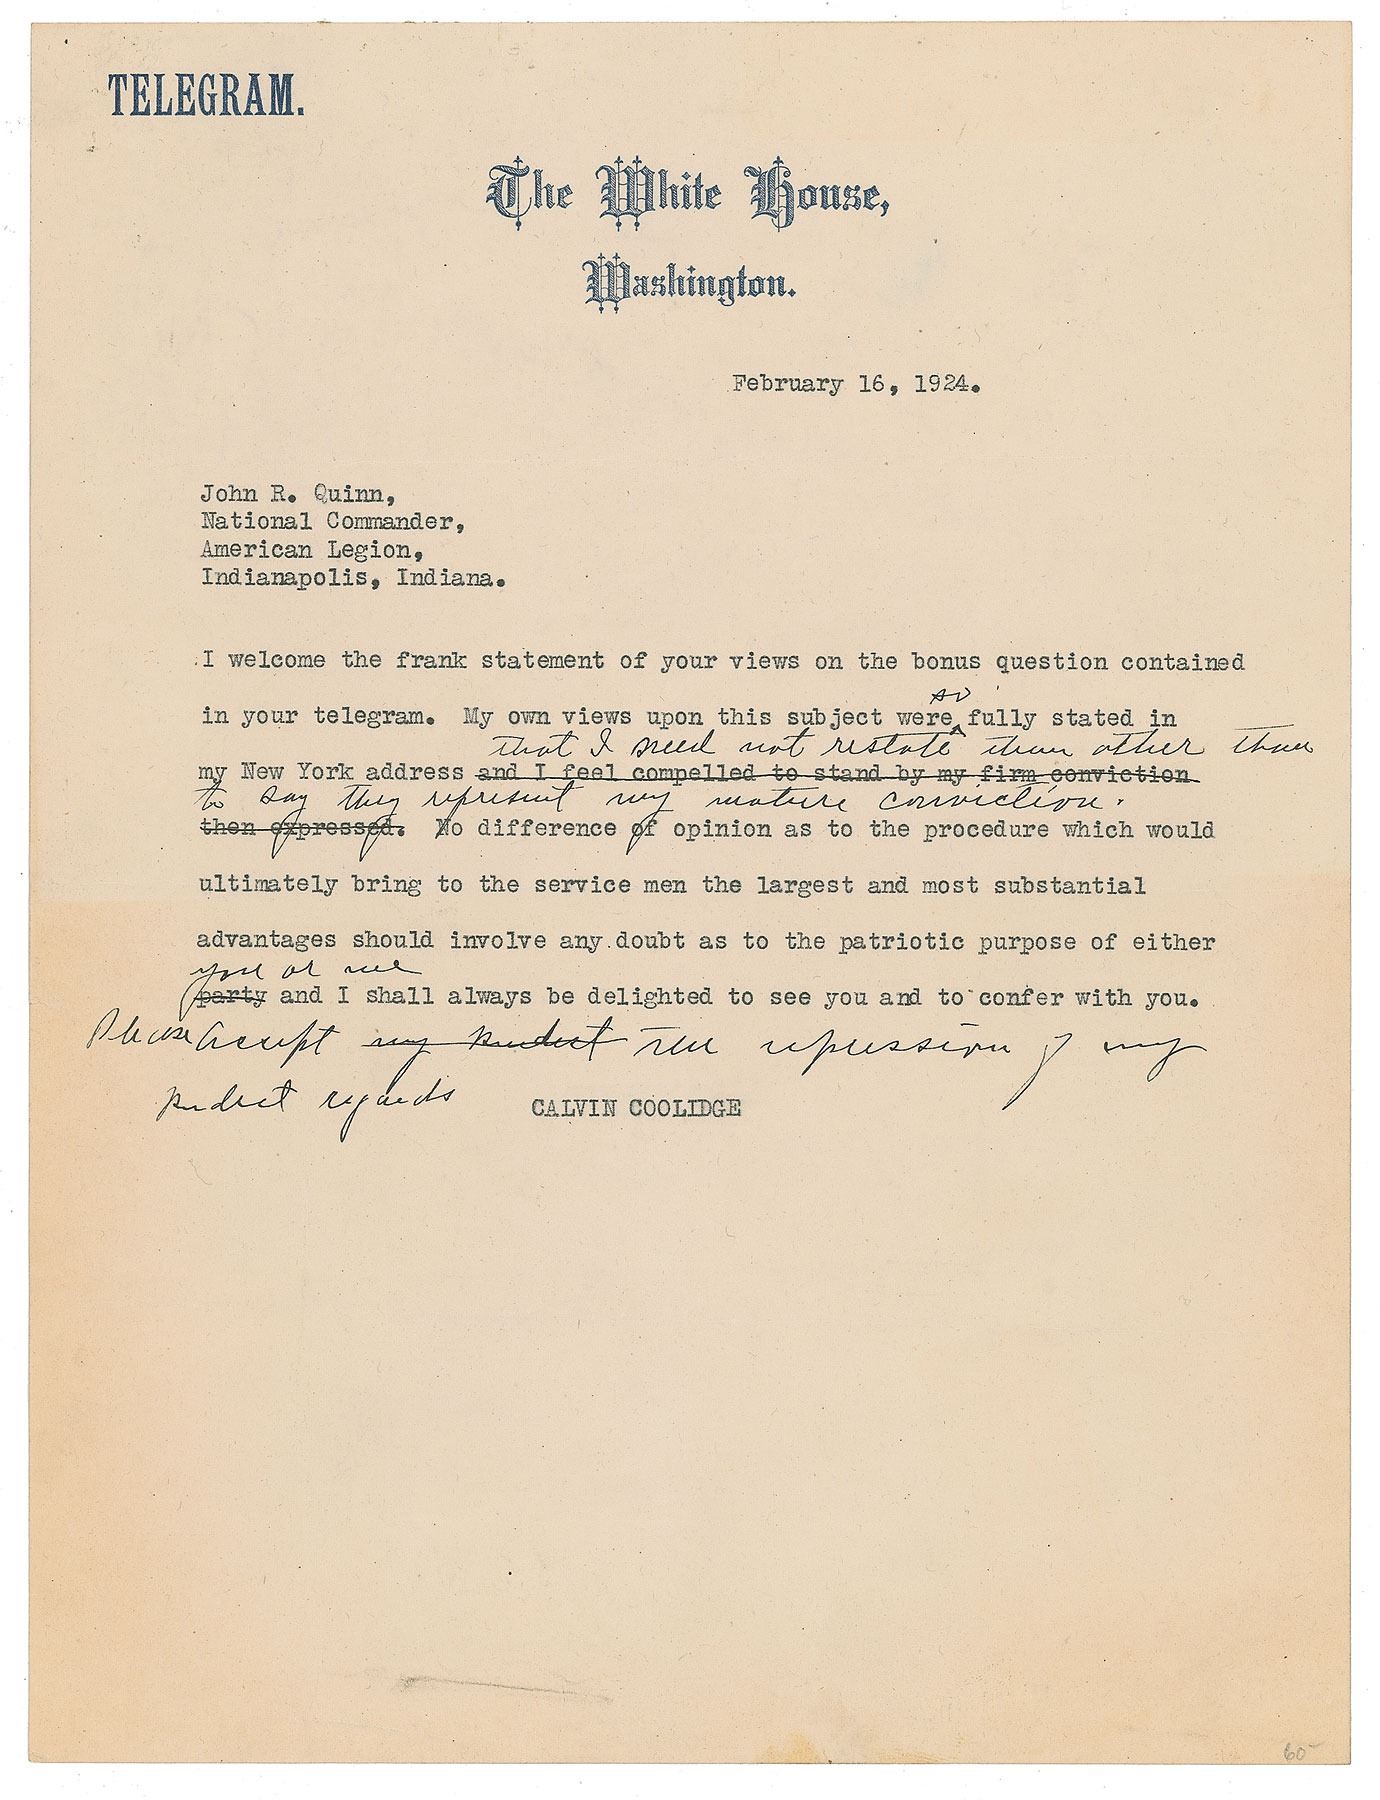 TELEGRAM.
The White House,
Washington.
February 16, 1924.
John R. Quinn,
National Commander,
American Legion,
Indianapolis, Indiana.
I welcome the frank statement of your views on the bonus question contained
so
in your telegram. My own views upon this subject were fully stated in
that I need not restate them other than
my New York address and I feel compelled to stand by my firm conviction
to say they represent my mature conviction.
then expressed. No difference of opinion as to the procedure which would
ultimately bring to the service men the largest and most substantial
advantages should involve any doubt as to the patriotic purpose of either
you or me
party and I shall always be delighted to see you and to confer with you.
Please accept my kindest the expression of my
kindest regards
CALVIN COOLIDGE
60